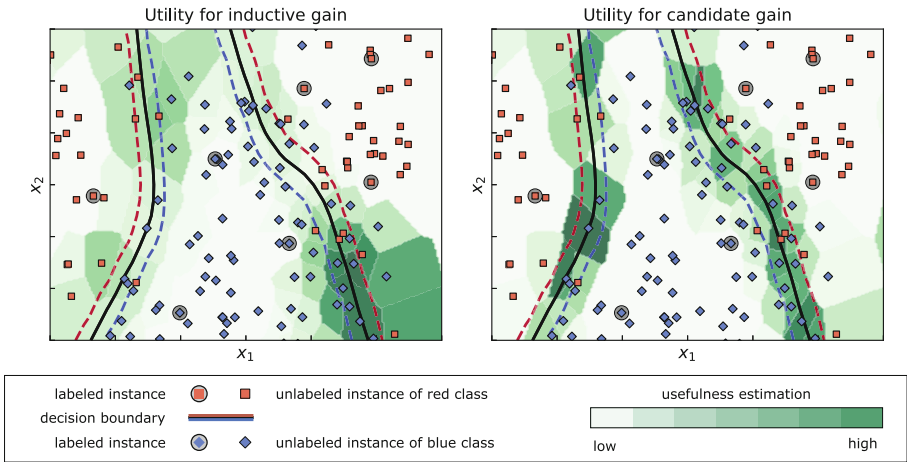 Utility for inductive gain
Utility for candidate gain
x2
x1
x2
x1
labeled instance
unlabeled instance of red class
decision boundary
labeled instance
unlabeled instance of blue class
usefulness estimation
low
high